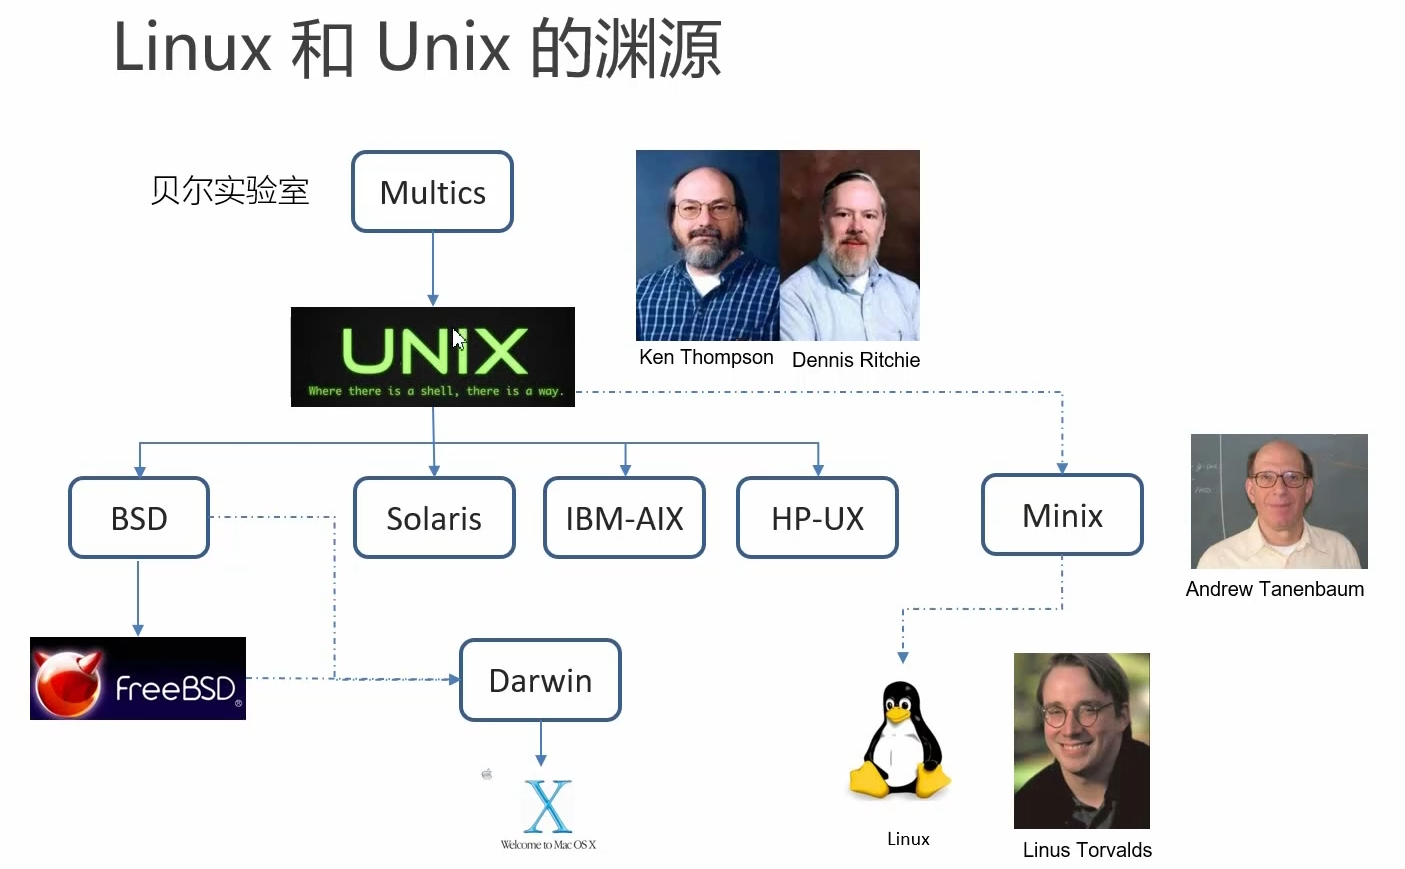 Linux 和 Unix 的渊源
贝尔实验室
Multics
UNIX
Where there is a shell, there is a way.
Ken Thompson
Dennis Ritchie
BSD
Solaris
IBM-AIX
HP-UX
Minix
Andrew Tanenbaum
FreeBSD®
Darwin
X
Welcome to Mac OS X
Linux
Linus Torvalds